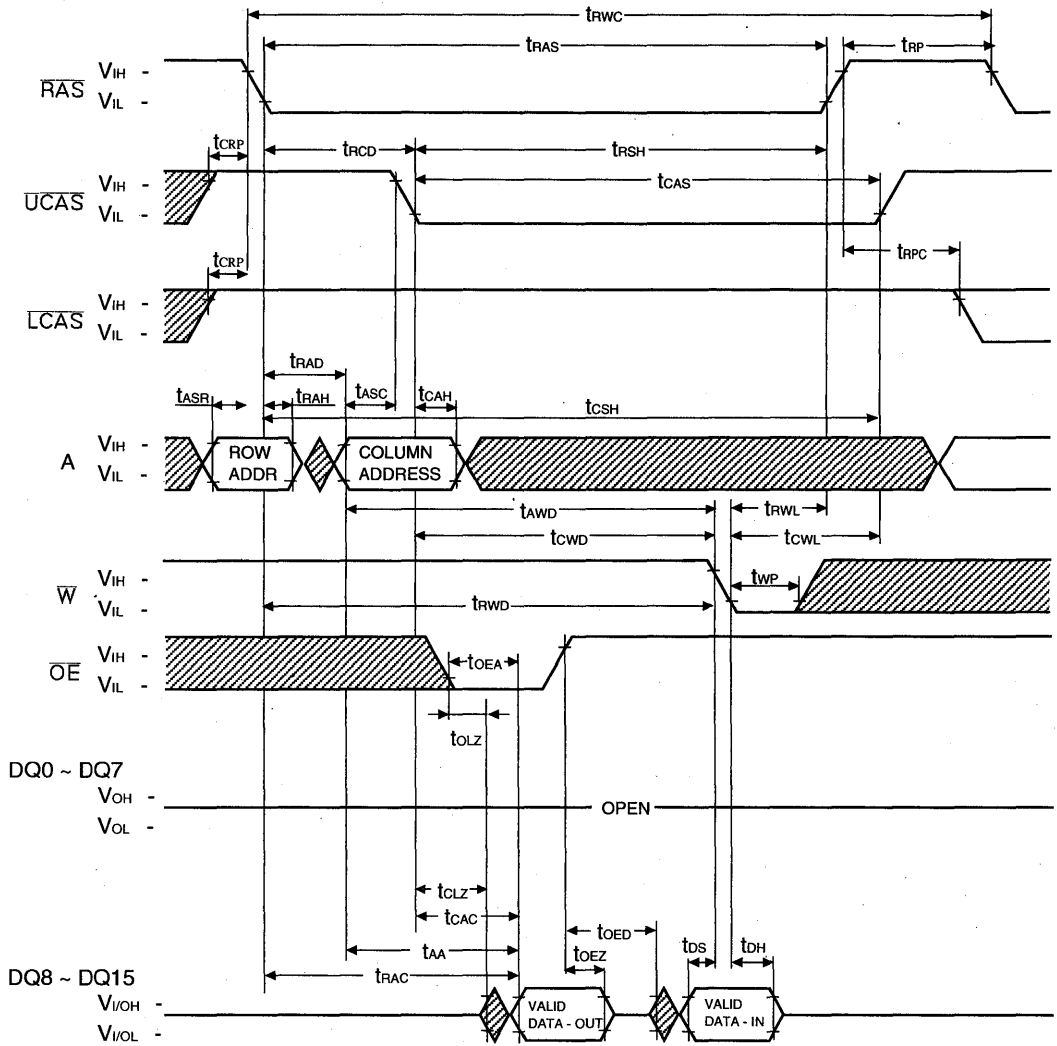 tRWC
tRAS
tRP
RAS
VIH -
VIL -
tCRP
tRCD
tRSH
UCAS
VIH -
VIL -
tCAS
tCRP
tRPC
LCAS
VIH -
VIL -
tRAD
tASR
tRAH
tASC
tCAH
tCSH
A
VIH -
VIL -
ROW
ADDR
COLUMN
ADDRESS
tAWD
tRWL
tCWD
tCWL
W
VIH -
VIL -
tWP
tRWD
OE
VIH -
VIL -
tOEA
tOLZ
DQ0 ~ DQ7
VOH -
VOL -
OPEN
tCLZ
tCAC
tAA
tOED
tDS
tDH
tRAC
tOEZ
DQ8 ~ DQ15
VI/OH -
VI/OL -
VALID
DATA - OUT
VALID
DATA - IN